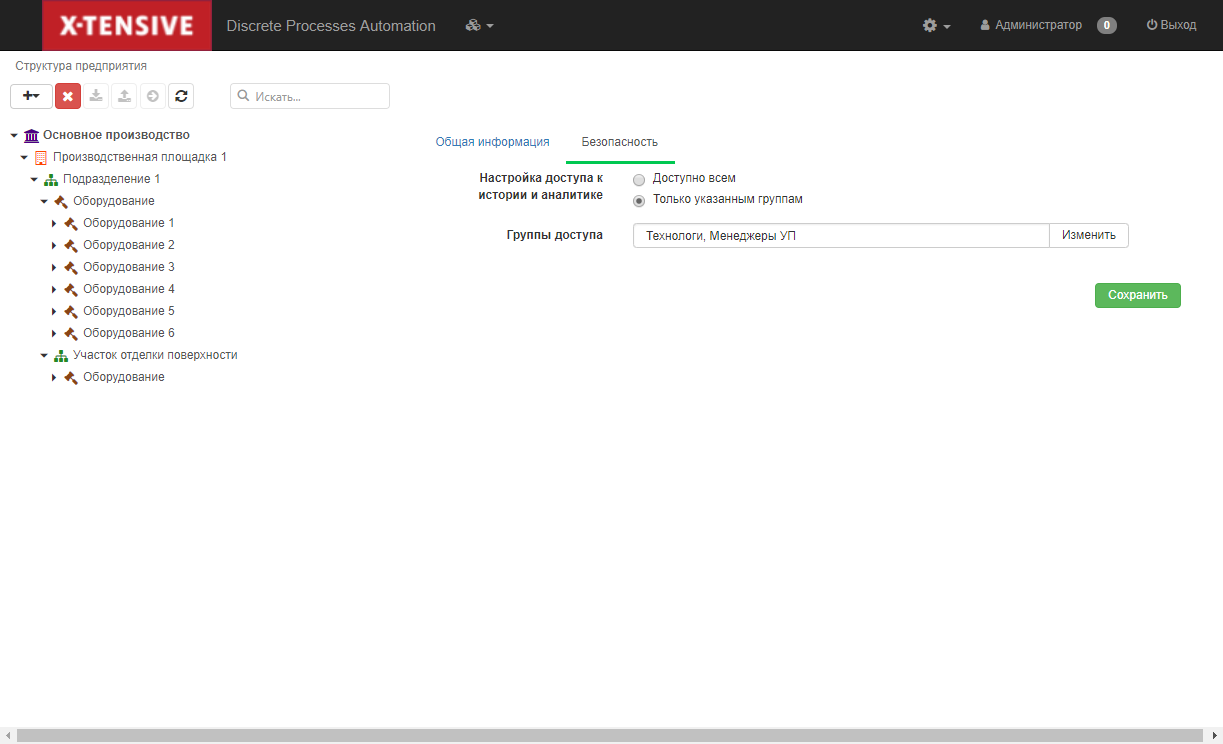 X-TENSIVE Discrete Processes Automation Администратор 0 Выход
Структура предприятия
Искать...
Основное производство
Производственная площадка 1
Подразделение 1
Оборудование
Оборудование 1
Оборудование 2
Оборудование 3
Оборудование 4
Оборудование 5
Оборудование 6
Участок отделки поверхности
Оборудование
Общая информация Безопасность
Настройка доступа к
истории и аналитике
Доступно всем
Только указанным группам
Группы доступа Технологи, Менеджеры УП Изменить
Сохранить